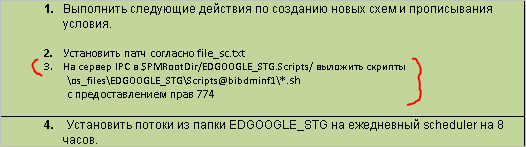 1. Выполнить следующие действия по созданию новых схем и прописывания
условия.
2. Установить патч согласно file_sc.txt
3. На сервер IPC в $PMRootDir/EDGOOGLE_STG.Scripts/ выложить скрипты
\os_files\EDGOOGLE_STG\Scripts@bibdminf1\*.sh
с предоставлением прав 774
4. Установить потоки из папки EDGOOGLE_STG на ежедневный scheduler на 8
часов.